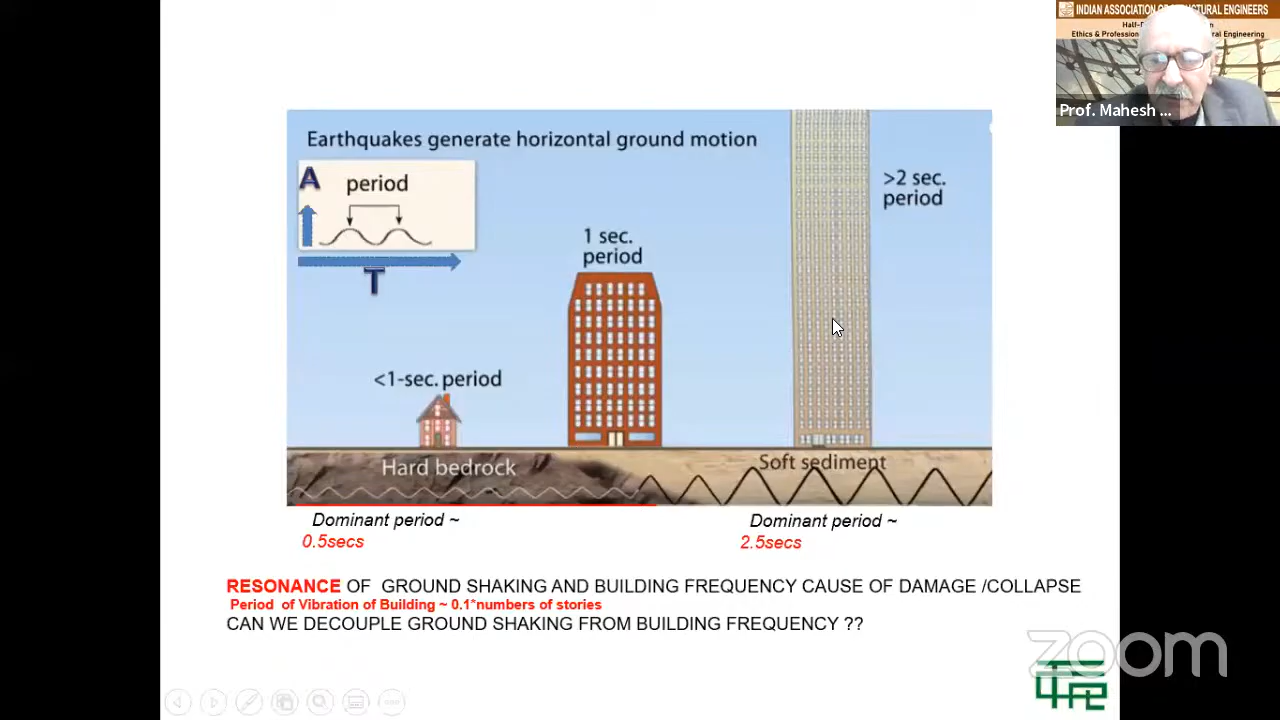 INDIAN ASSOCIATION OF STRUCTURAL ENGINEERS
Ethics & Profession
Engineering
Prof. Mahesh ...
Earthquakes generate horizontal ground motion
A
period
T
>2 sec.
period
1 sec.
period
<1-sec. period
Hard bedrock
Soft sediment
Dominant period ~
0.5secs
Dominant period ~
2.5secs
RESONANCE OF GROUND SHAKING AND BUILDING FREQUENCY CAUSE OF DAMAGE /COLLAPSE
Period of Vibration of Building ~ 0.1*numbers of stories
CAN WE DECOUPLE GROUND SHAKING FROM BUILDING FREQUENCY ??
zoom